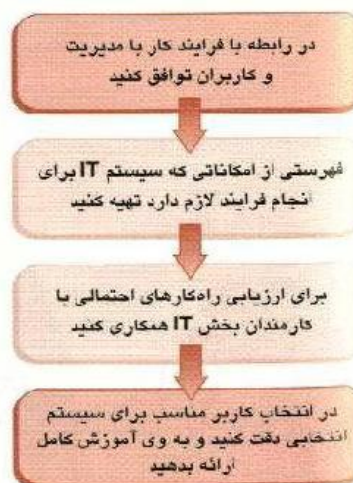 در رابطه با فرایند کار با مدیریت
و کاربران توافق کنید
فهرستی از امکاناتی که سیستم IT برای
انجام فرایند لازم دارد تهیه کنید
برای ارزیابی راه‌کارهای احتمالی با
کارمندان بخش IT همکاری کنید
در انتخاب کاربر مناسب برای سیستم
انتخابی دقت کنید و به وی آموزش کامل
ارائه بدهید